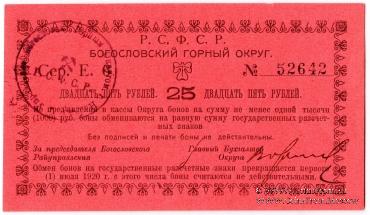 Р. С. Ф. С. Р.
БОГОСЛОВСКИЙ ГОРНЫЙ ОКРУГ.
Сер. Е. С. № 52642
ДВАДЦАТЬ ПЯТЬ РУБЛЕЙ. 25 ДВАДЦАТЬ ПЯТЬ РУБЛЕЙ.
По предъявлении в кассы Округа бонов на сумму не менее одной тысячи
(1000) руб. боны обмениваются на равную сумму государственных расчет-
ных знаков
Без подписей и печати боны не действительны.
За председателя Богословского Главный Бухгалтер
Райуправления Округа
Обмен бонов на государственные расчетные знаки прекращается первого
(1) июля 1920 г. с этого числа боны считаются не действительными.